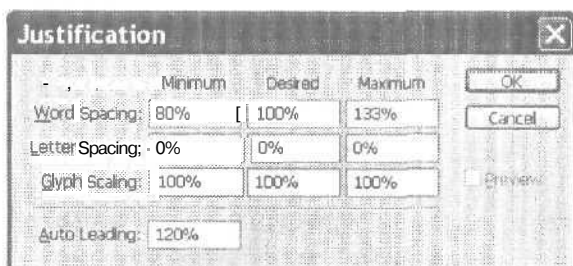 Justification
Minimum Desired Maximum OK
Word Spacing: 80% [ 100% 133% Cancel
Letter Spacing; 0% 0% 0%
Glyph Scaling: 100% 100% 100% Preview
Auto Leading: 120%